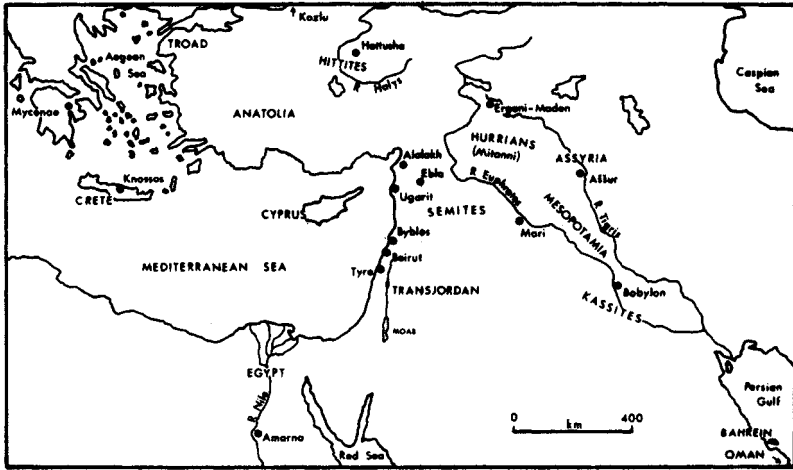 Kozlu
TROAD
Aegean
Sea
Hattusha
HITTITES
R Halys
Caspian
Sea
Mycenae
ANATOLIA
Ergani-Maden
HURRIANS
(Mitanni)
ASSYRIA
Aššur
Alalakh
Ebla
Knossos
CRETE
Ugarit
R Euphrates
R Tigris
CYPRUS
SEMITES
MESOPOTAMIA
Mari
Byblos
Beirut
MEDITERRANEAN SEA
Tyre
TRANSJORDAN
Babylon
KASSITES
MOAB
EGYPT
R Nile
Persian
Gulf
0 400
km
Amarna
Red Sea
BAHREIN
OMAN